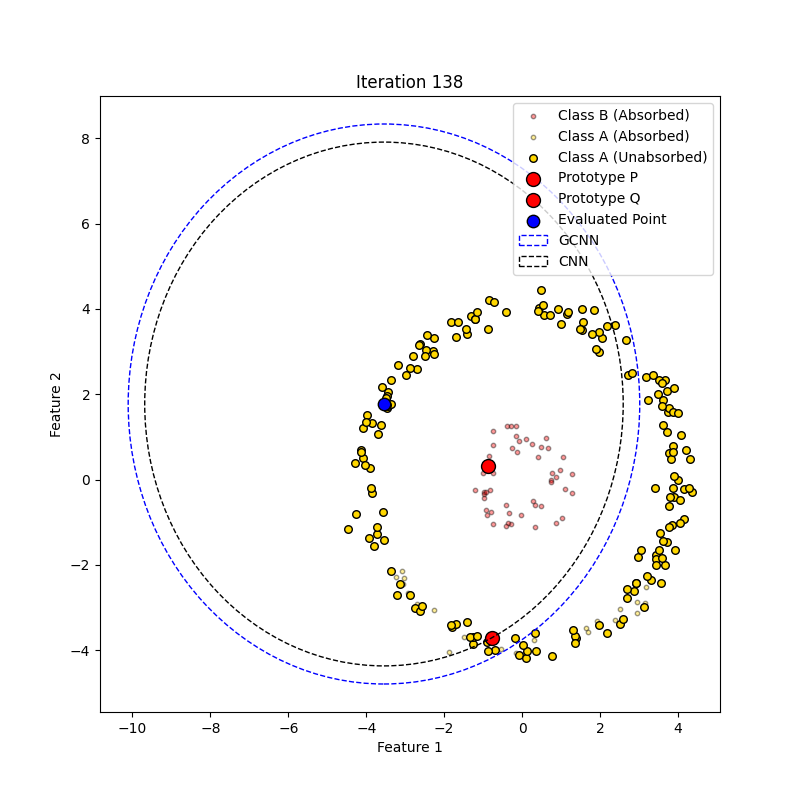 Iteration 138
Class B (Absorbed)
Class A (Absorbed)
Class A (Unabsorbed)
Prototype P
Prototype Q
Evaluated Point
GCNN
CNN
8
6
4
2
0
−2
−4
Feature 2
−10
−8
−6
−4
−2
0
2
4
Feature 1